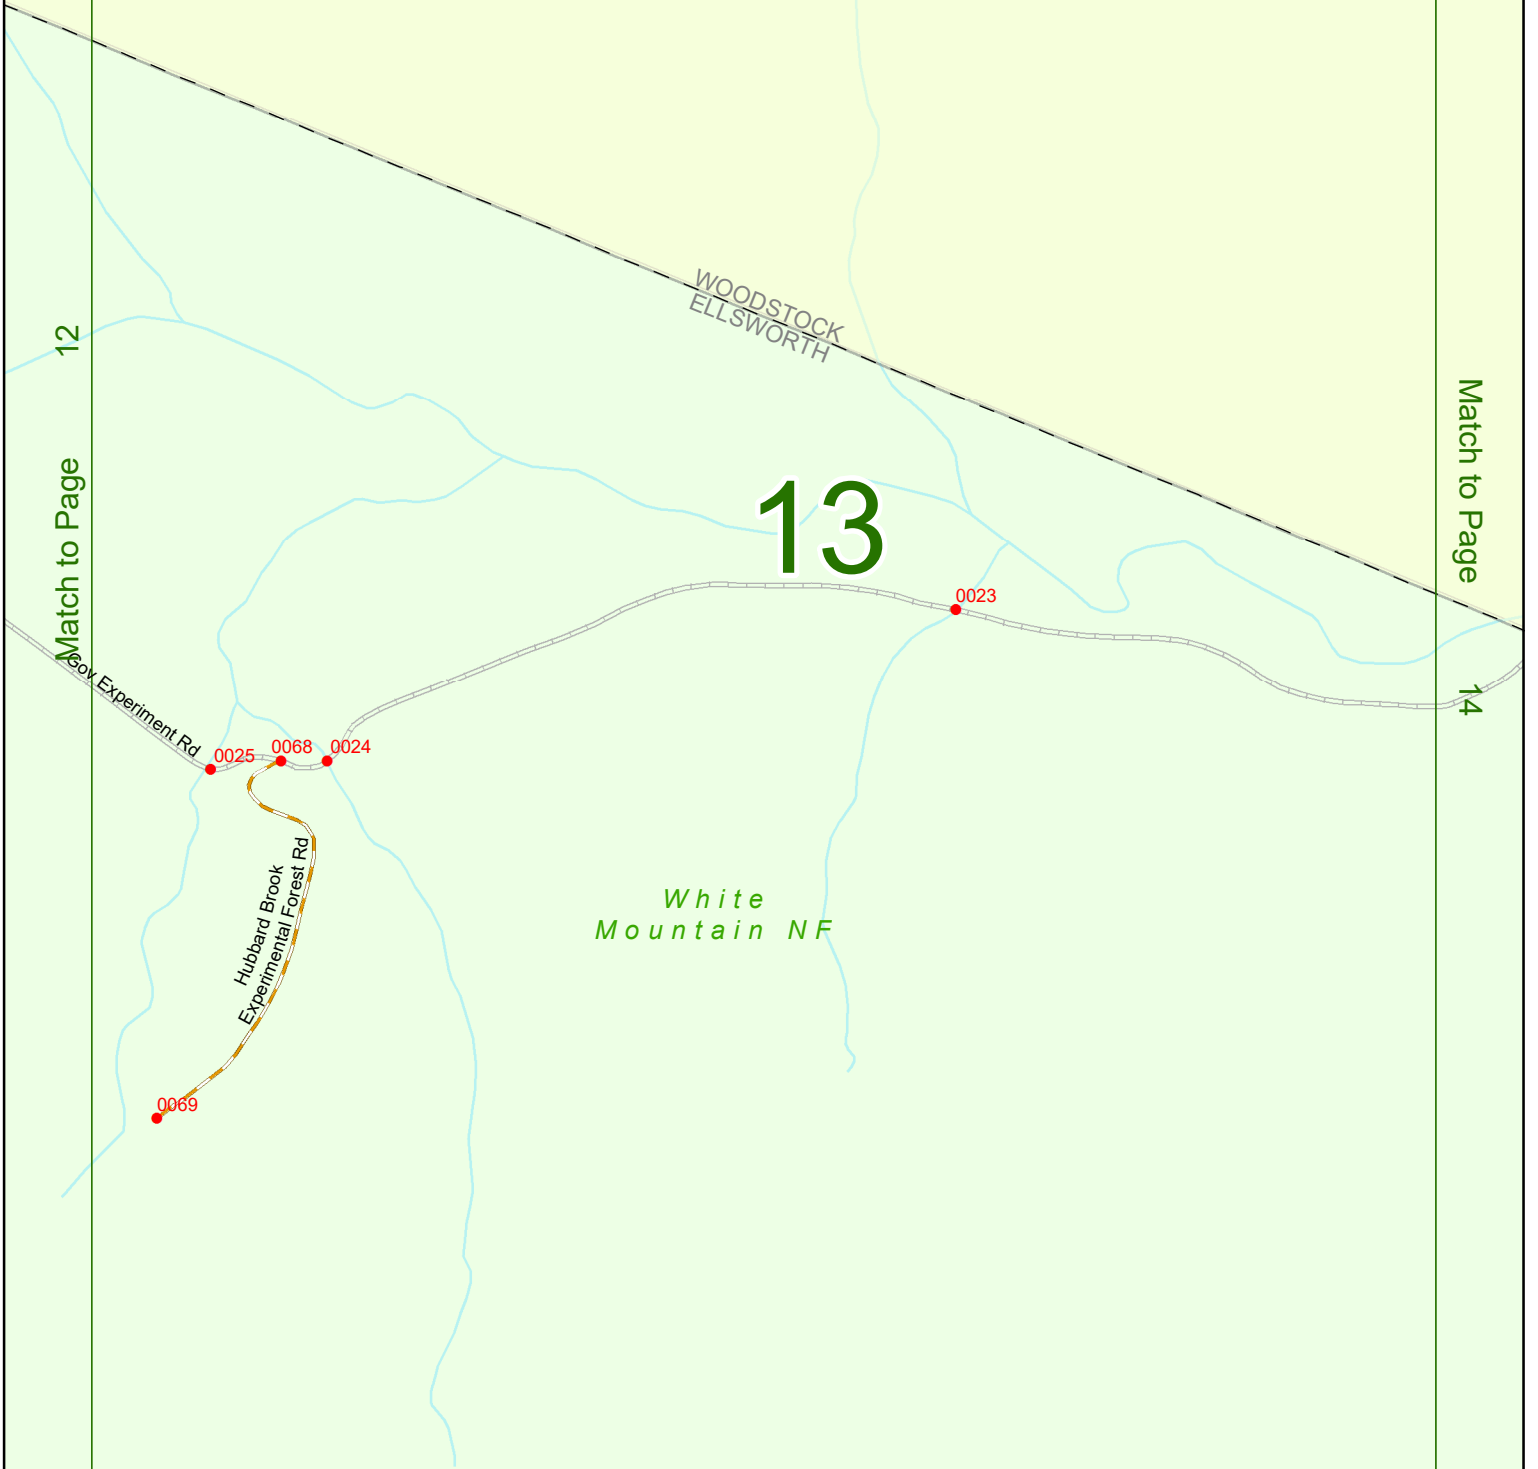 WOODSTOCK
ELLSWORTH
12
Match to Page
Match to Page
14
13
0023
Gov Experiment Rd
0025
0068
0024
Hubbard Brook
Experimental Forest Rd
White
Mountain NF
0069